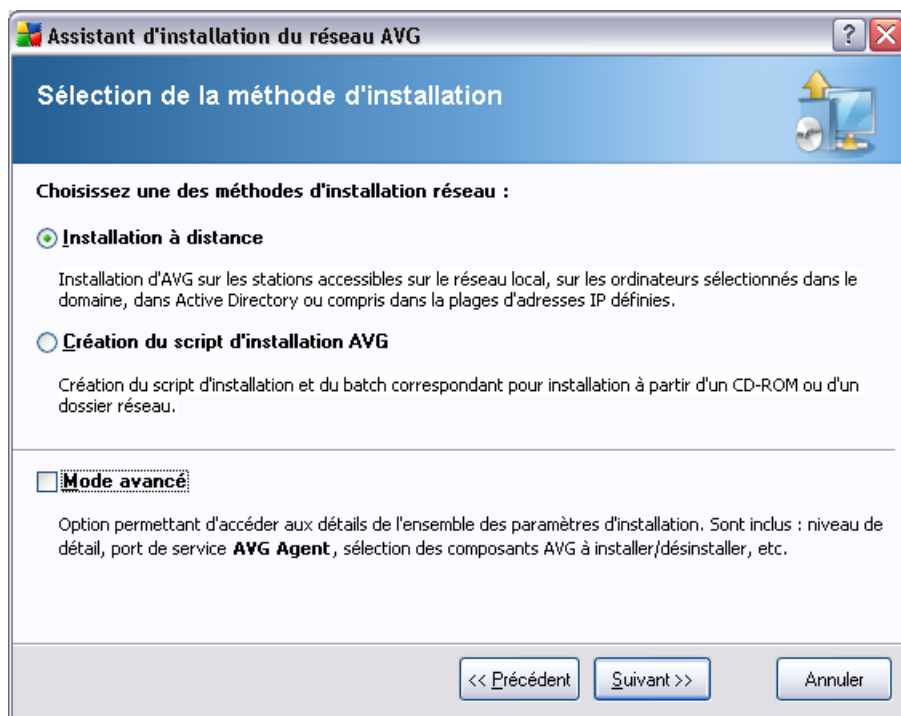 Assistant d'installation du réseau AVG
Sélection de la méthode d'installation
Choisissez une des méthodes d'installation réseau :
Installation à distance
Installation d'AVG sur les stations accessibles sur le réseau local, sur les ordinateurs sélectionnés dans le
domaine, dans Active Directory ou compris dans la plages d'adresses IP définies.
Création du script d'installation AVG
Création du script d'installation et du batch correspondant pour installation à partir d'un CD-ROM ou d'un
dossier réseau.
Mode avancé
Option permettant d'accéder aux détails de l'ensemble des paramètres d'installation. Sont inclus : niveau de
détail, port de service AVG Agent, sélection des composants AVG à installer/désinstaller, etc.
<< Précédent Suivant >> Annuler